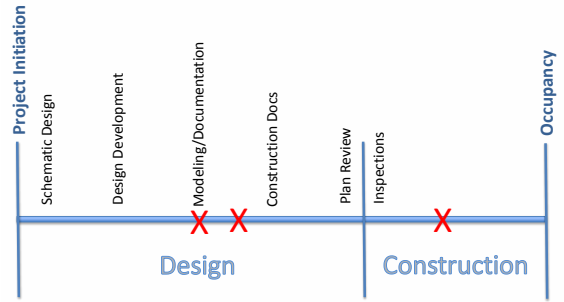 Project Initiation
Schematic Design
Design Development
Modeling/Documentation
Construction Docs
Plan Review
Inspections
Occupancy
X
X
X
Design
Construction